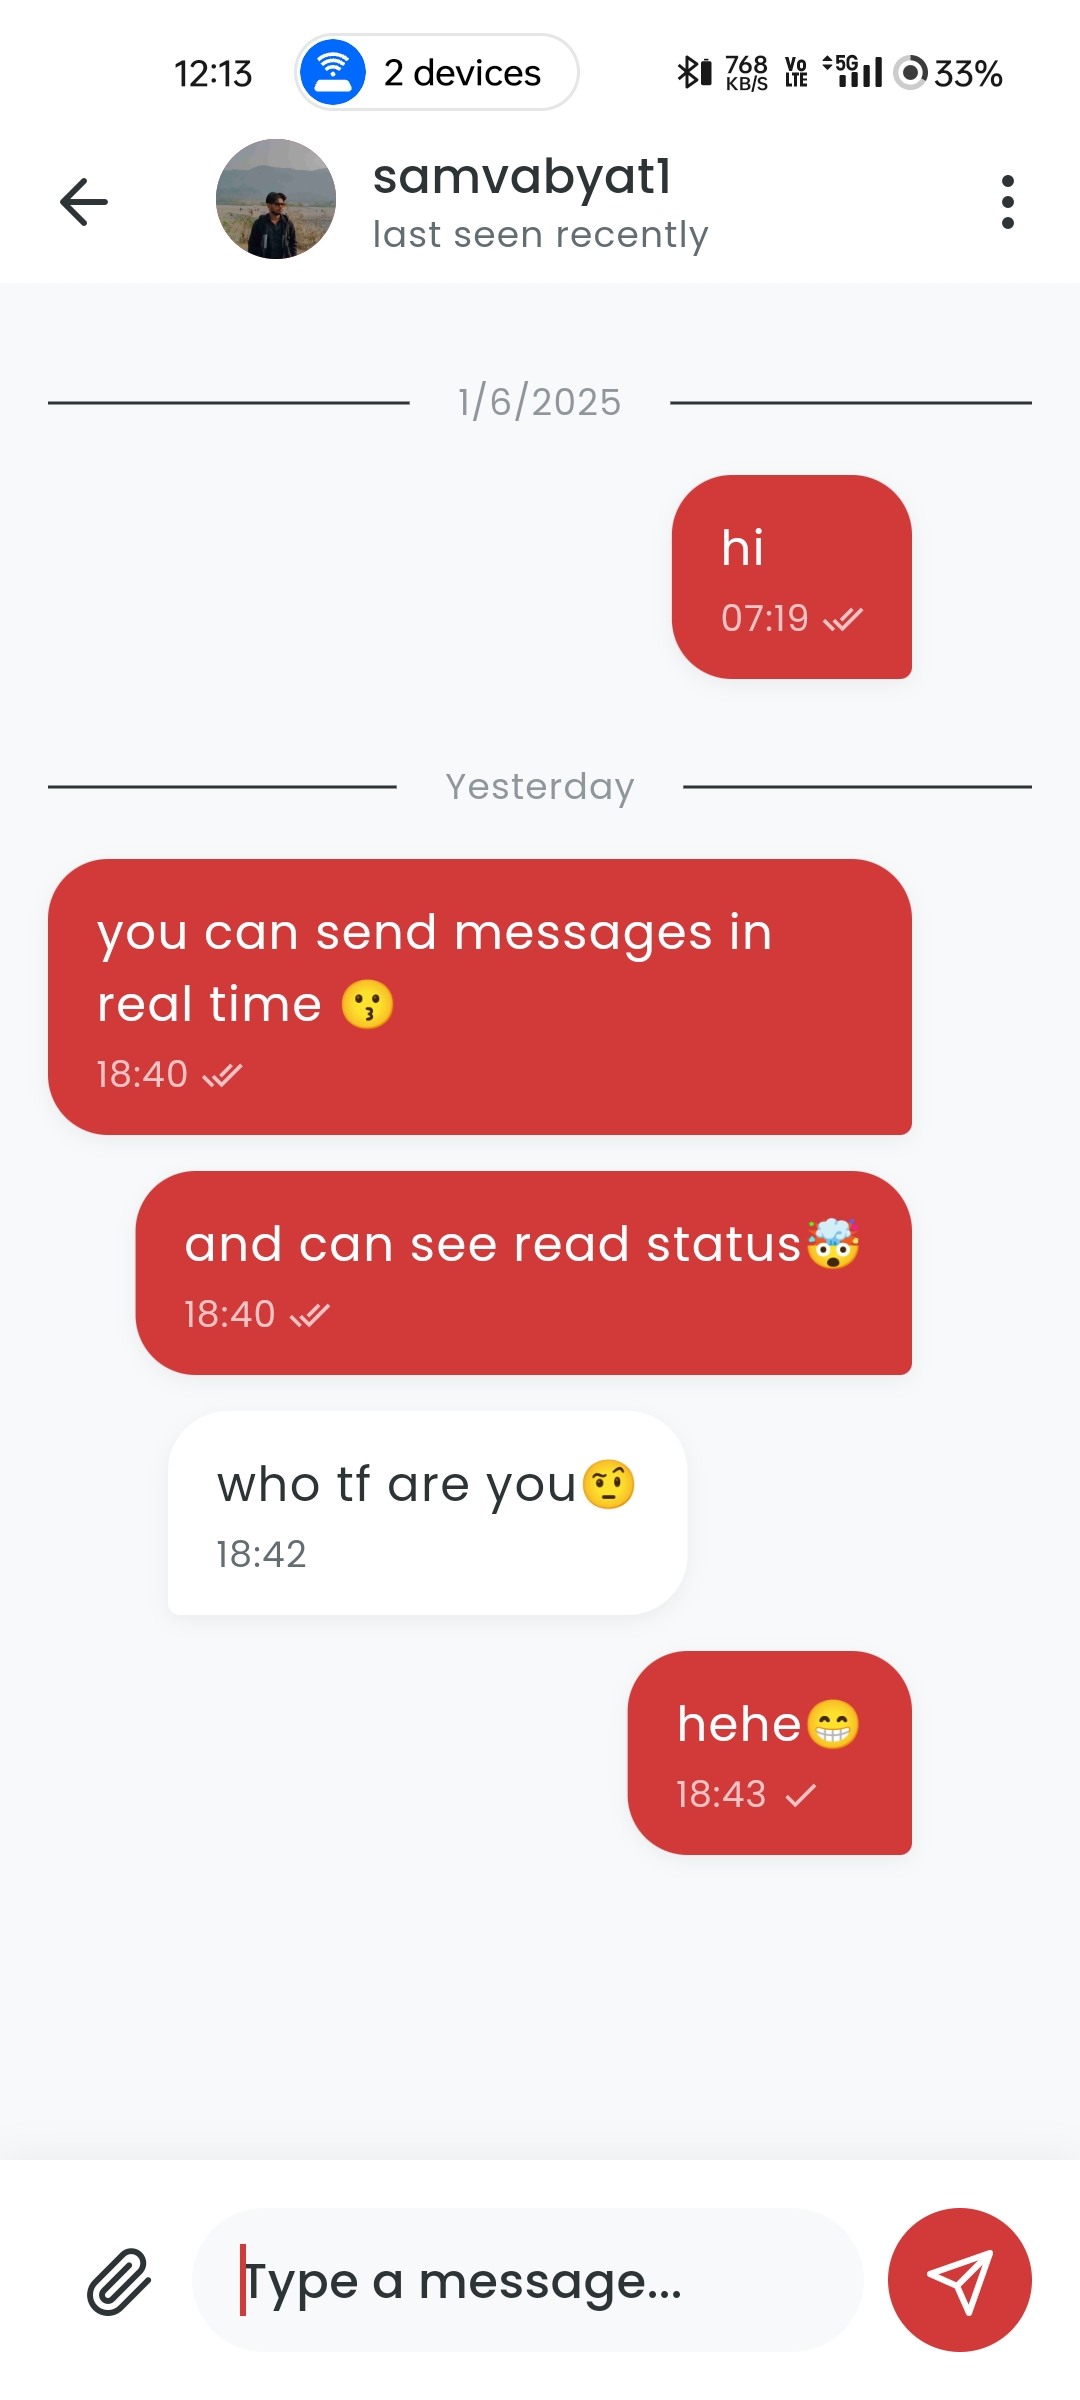 12:13 2 devices 768 KB/S Vo LTE 5G 33%
samvabyat1
last seen recently
1/6/2025
hi
07:19
Yesterday
you can send messages in
real time 😗
18:40
and can see read status🤯
18:40
who tf are you🤨
18:42
hehe😁
18:43
Type a message...